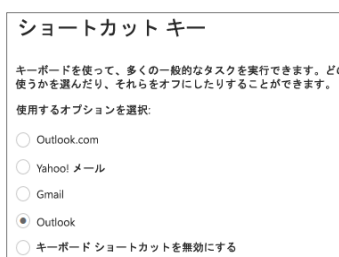 ショートカット キー
キーボードを使って、多くの一般的なタスクを実行できます。
使うかを選んだり、それらをオフにしたりすることができます。
使用するオプションを選択:
Outlook.com
Yahoo! メール
Gmail
Outlook
キーボード ショートカットを無効にする